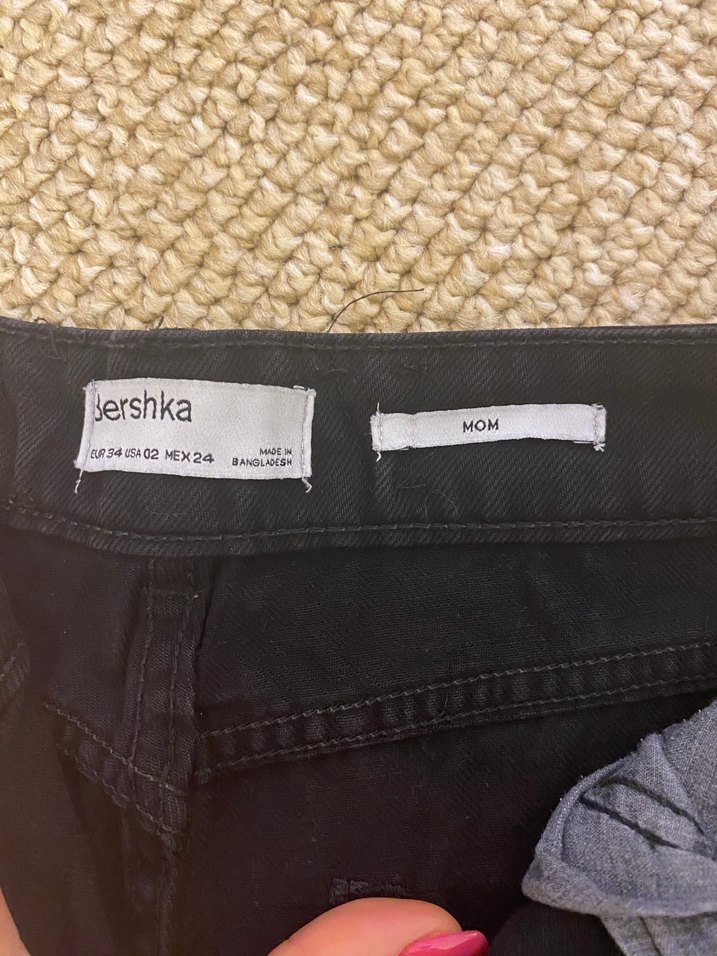 Bershka
EUR 34 USA 02 MEX 24
MADE IN
BANGLADESH
MOM